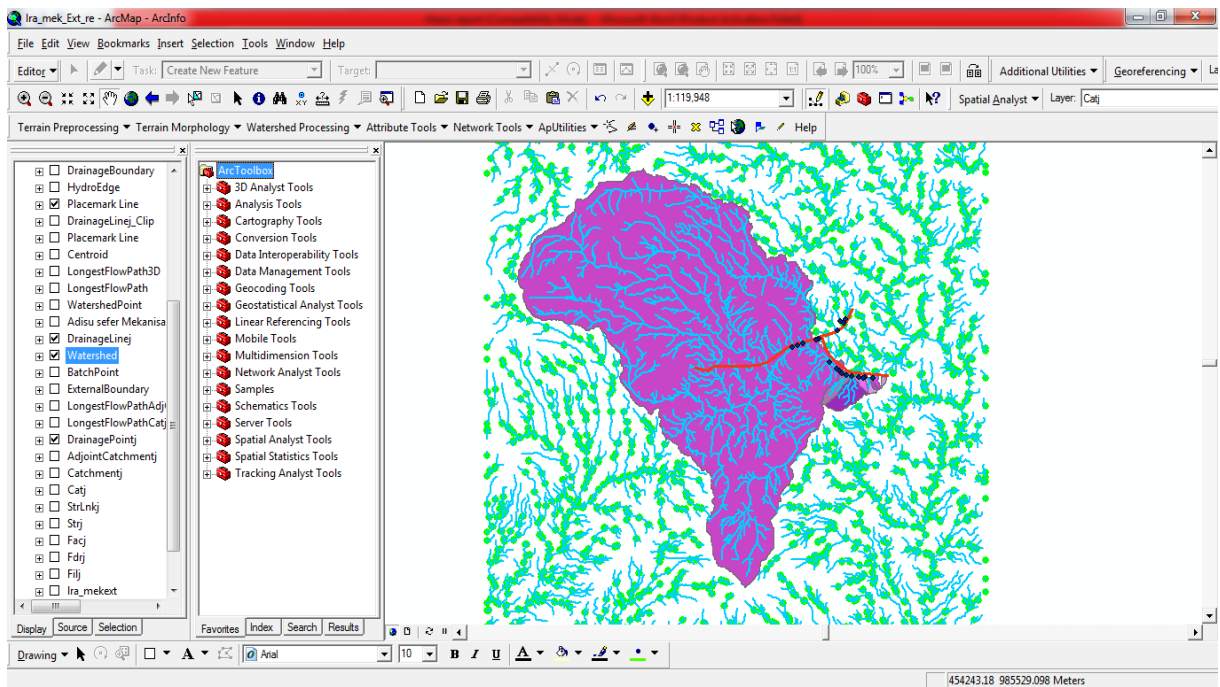 Ira_mek_Ext_re - ArcMap - ArcInfo
File Edit View Bookmarks Insert Selection Tools Window Help
Editor Task: Create New Feature Target: 100% Additional Utilities Georeferencing La
1:119,948 Spatial Analyst Layer: Catj
Terrain Preprocessing Terrain Morphology Watershed Processing Attribute Tools Network Tools ApUtilities Help
DrainageBoundary
HydroEdge
Placemark Line
DrainageLinej_Clip
Placemark Line
Centroid
LongestFlowPath3D
LongestFlowPath
WatershedPoint
Adisu sefer Mekanisa
DrainageLinej
Watershed
BatchPoint
ExternalBoundary
LongestFlowPathAdj
LongestFlowPathCatj
DrainagePointj
AdjointCatchmentj
Catchmentj
Catj
StrLnkj
Strj
Facj
Fdrj
Filj
Ira_mekext
Display Source Selection
ArcToolbox
3D Analyst Tools
Analysis Tools
Cartography Tools
Conversion Tools
Data Interoperability Tools
Data Management Tools
Geocoding Tools
Geostatistical Analyst Tools
Linear Referencing Tools
Mobile Tools
Multidimension Tools
Network Analyst Tools
Samples
Schematics Tools
Server Tools
Spatial Analyst Tools
Spatial Statistics Tools
Tracking Analyst Tools
Favorites Index Search Results
Drawing A Arial 10 B I U A
454243.18 985529.098 Meters